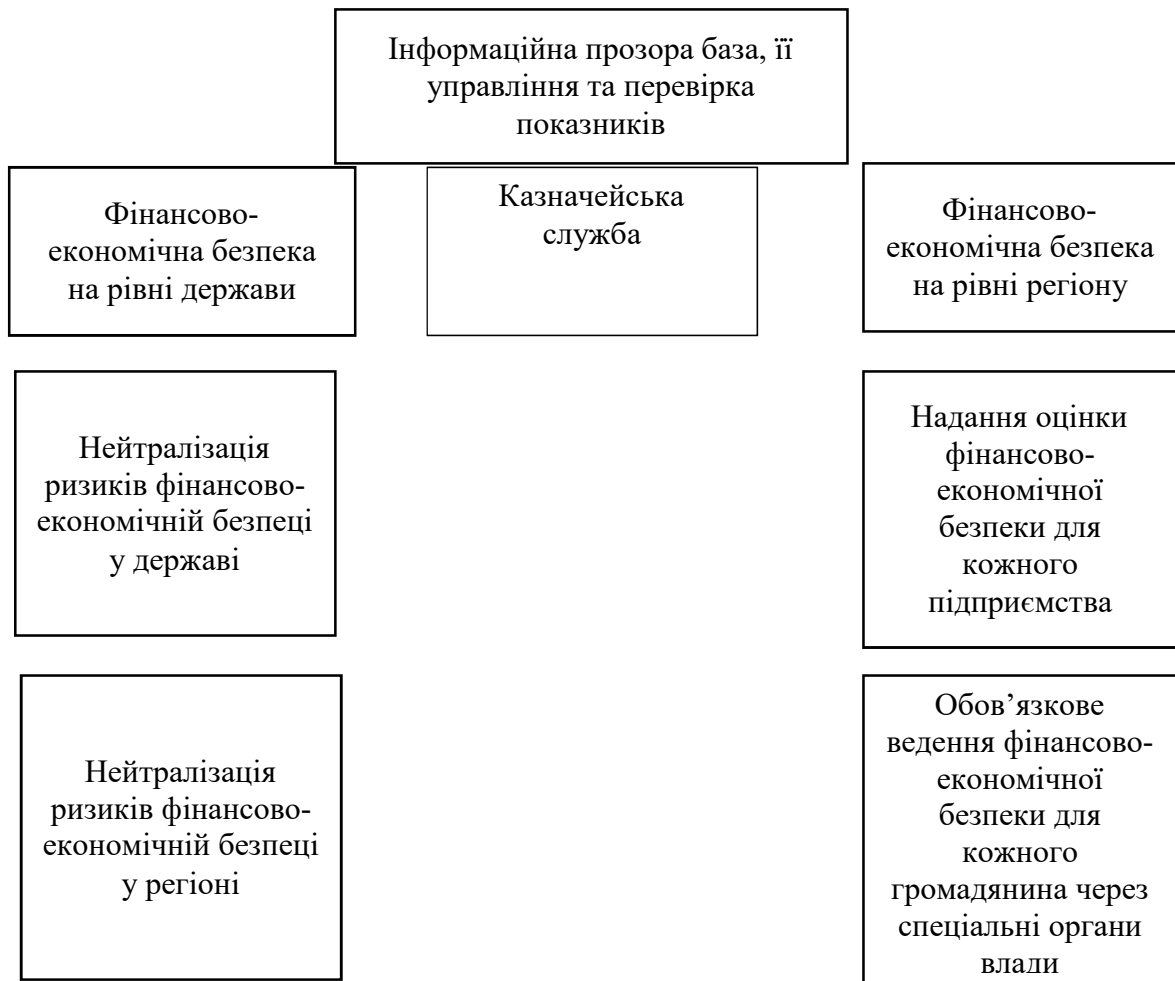 Інформаційна прозора база, її
управління та перевірка
показників
Фінансово-
економічна безпека
на рівні держави
Казначейська
служба
Фінансово-
економічна безпека
на рівні регіону
Нейтралізація
ризиків фінансово-
економічній безпеці
у державі
Надання оцінки
фінансово-
економічної
безпеки для
кожного
підприємства
Нейтралізація
ризиків фінансово-
економічній безпеці
у регіоні
Обов’язкове
ведення фінансово-
економічної
безпеки для
кожного
громадянина через
спеціальні органи
влади